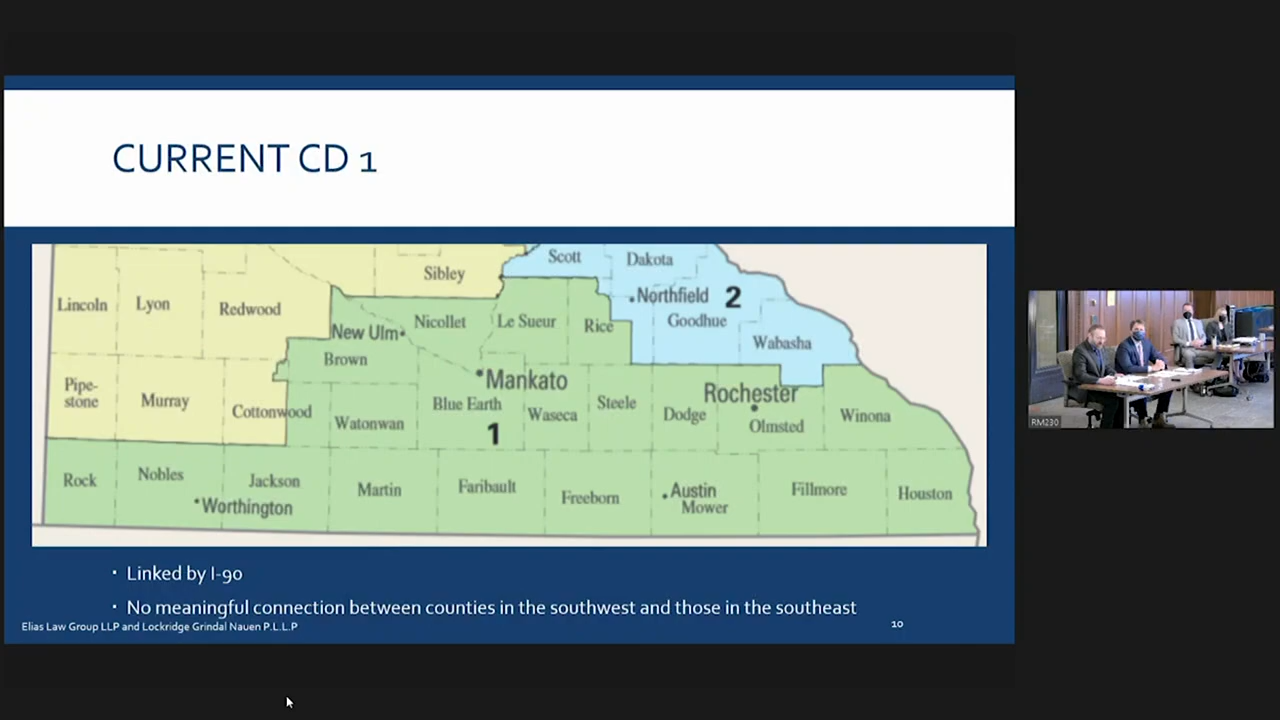 CURRENT CD 1
Scott
Dakota
Sibley
Lincoln
Lyon
Redwood
Northfield
2
New Ulm
Nicollet
Le Sueur
Rice
Goodhue
Wabasha
Brown
Pipe-
stone
Murray
Cottonwood
Mankato
Rochester
Watonwan
Blue Earth
Waseca
Steele
Dodge
Olmsted
Winona
1
Rock
Nobles
Jackson
Worthington
Martin
Faribault
Freeborn
Austin
Mower
Fillmore
Houston
· Linked by I-90
· No meaningful connection between counties in the southwest and those in the southeast
Elias Law Group LLP and Lockridge Grindal Nauen P.L.L.P
10
RM230